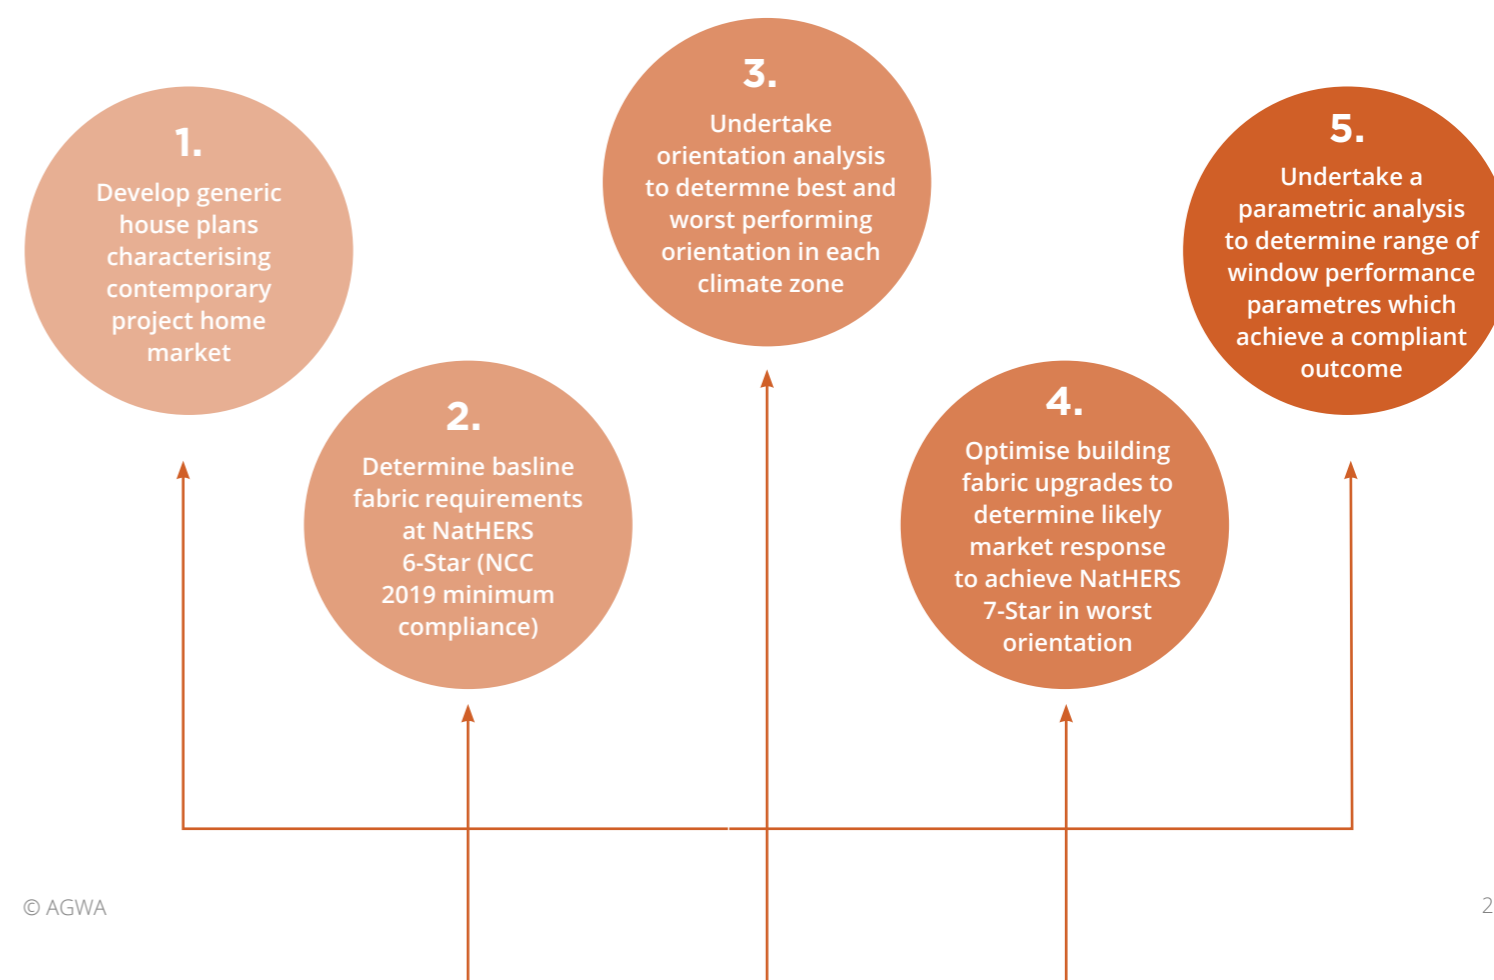 1.
Develop generic
house plans
characterising
contemporary
project home
market
2.
Determine basline
fabric requirements
at NatHERS
6-Star (NCC
2019 minimum
compliance)
3.
Undertake
orientation analysis
to determne best and
worst performing
orientation in each
climate zone
4.
Optimise building
fabric upgrades to
determine likely
market response
to achieve NatHERS
7-Star in worst
orientation
5.
Undertake a
parametric analysis
to determine range of
window performance
parametres which
achieve a compliant
outcome
© AGWA
2